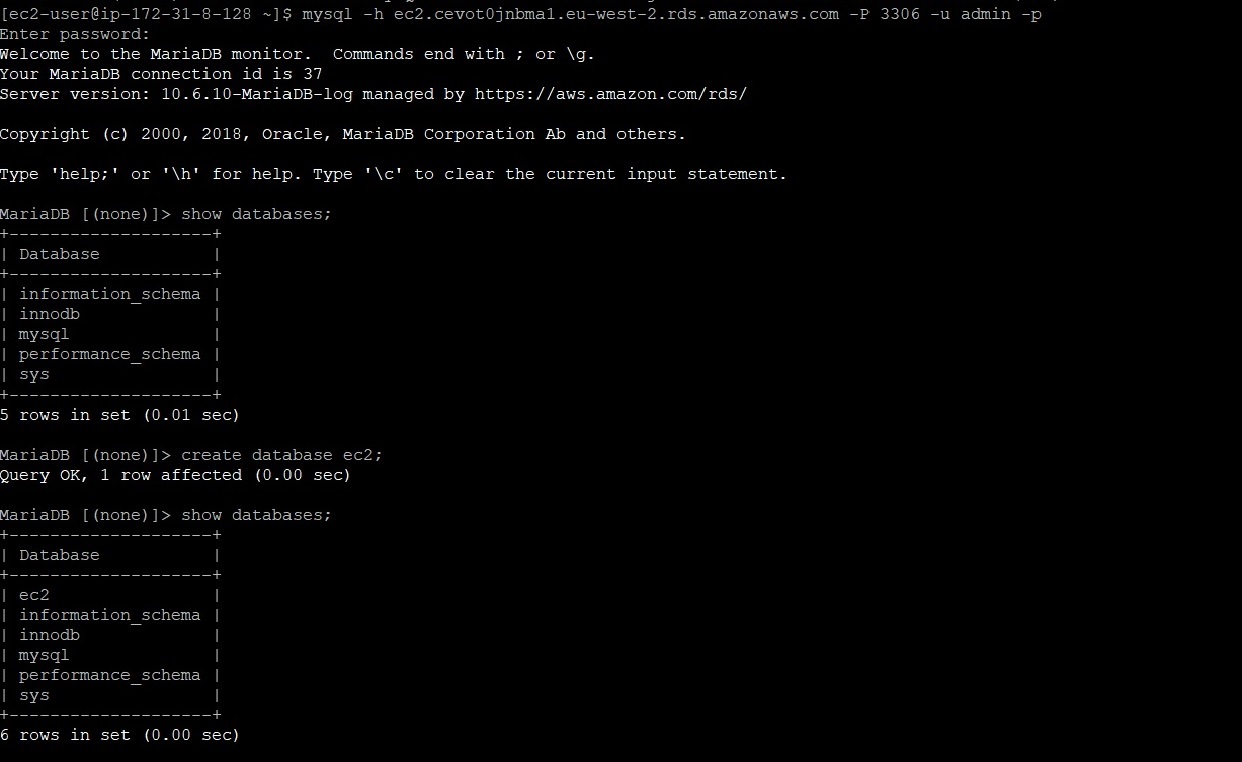 [ec2-user@ip-172-31-8-128 ~]$ mysql -h ec2.cevot0jnbma1.eu-west-2.rds.amazonaws.com -P 3306 -u admin -p
Enter password:
Welcome to the MariaDB monitor.  Commands end with ; or \g.
Your MariaDB connection id is 37
Server version: 10.6.10-MariaDB-log managed by https://aws.amazon.com/rds/
Copyright (c) 2000, 2018, Oracle, MariaDB Corporation Ab and others.
Type 'help;' or '\h' for help. Type '\c' to clear the current input statement.
MariaDB [(none)]> show databases;
+--------------------+
| Database           |
+--------------------+
| information_schema |
| innodb             |
| mysql              |
| performance_schema |
| sys                |
+--------------------+
5 rows in set (0.01 sec)
MariaDB [(none)]> create database ec2;
Query OK, 1 row affected (0.00 sec)
MariaDB [(none)]> show databases;
+--------------------+
| Database           |
+--------------------+
| ec2                |
| information_schema |
| innodb             |
| mysql              |
| performance_schema |
| sys                |
+--------------------+
6 rows in set (0.00 sec)